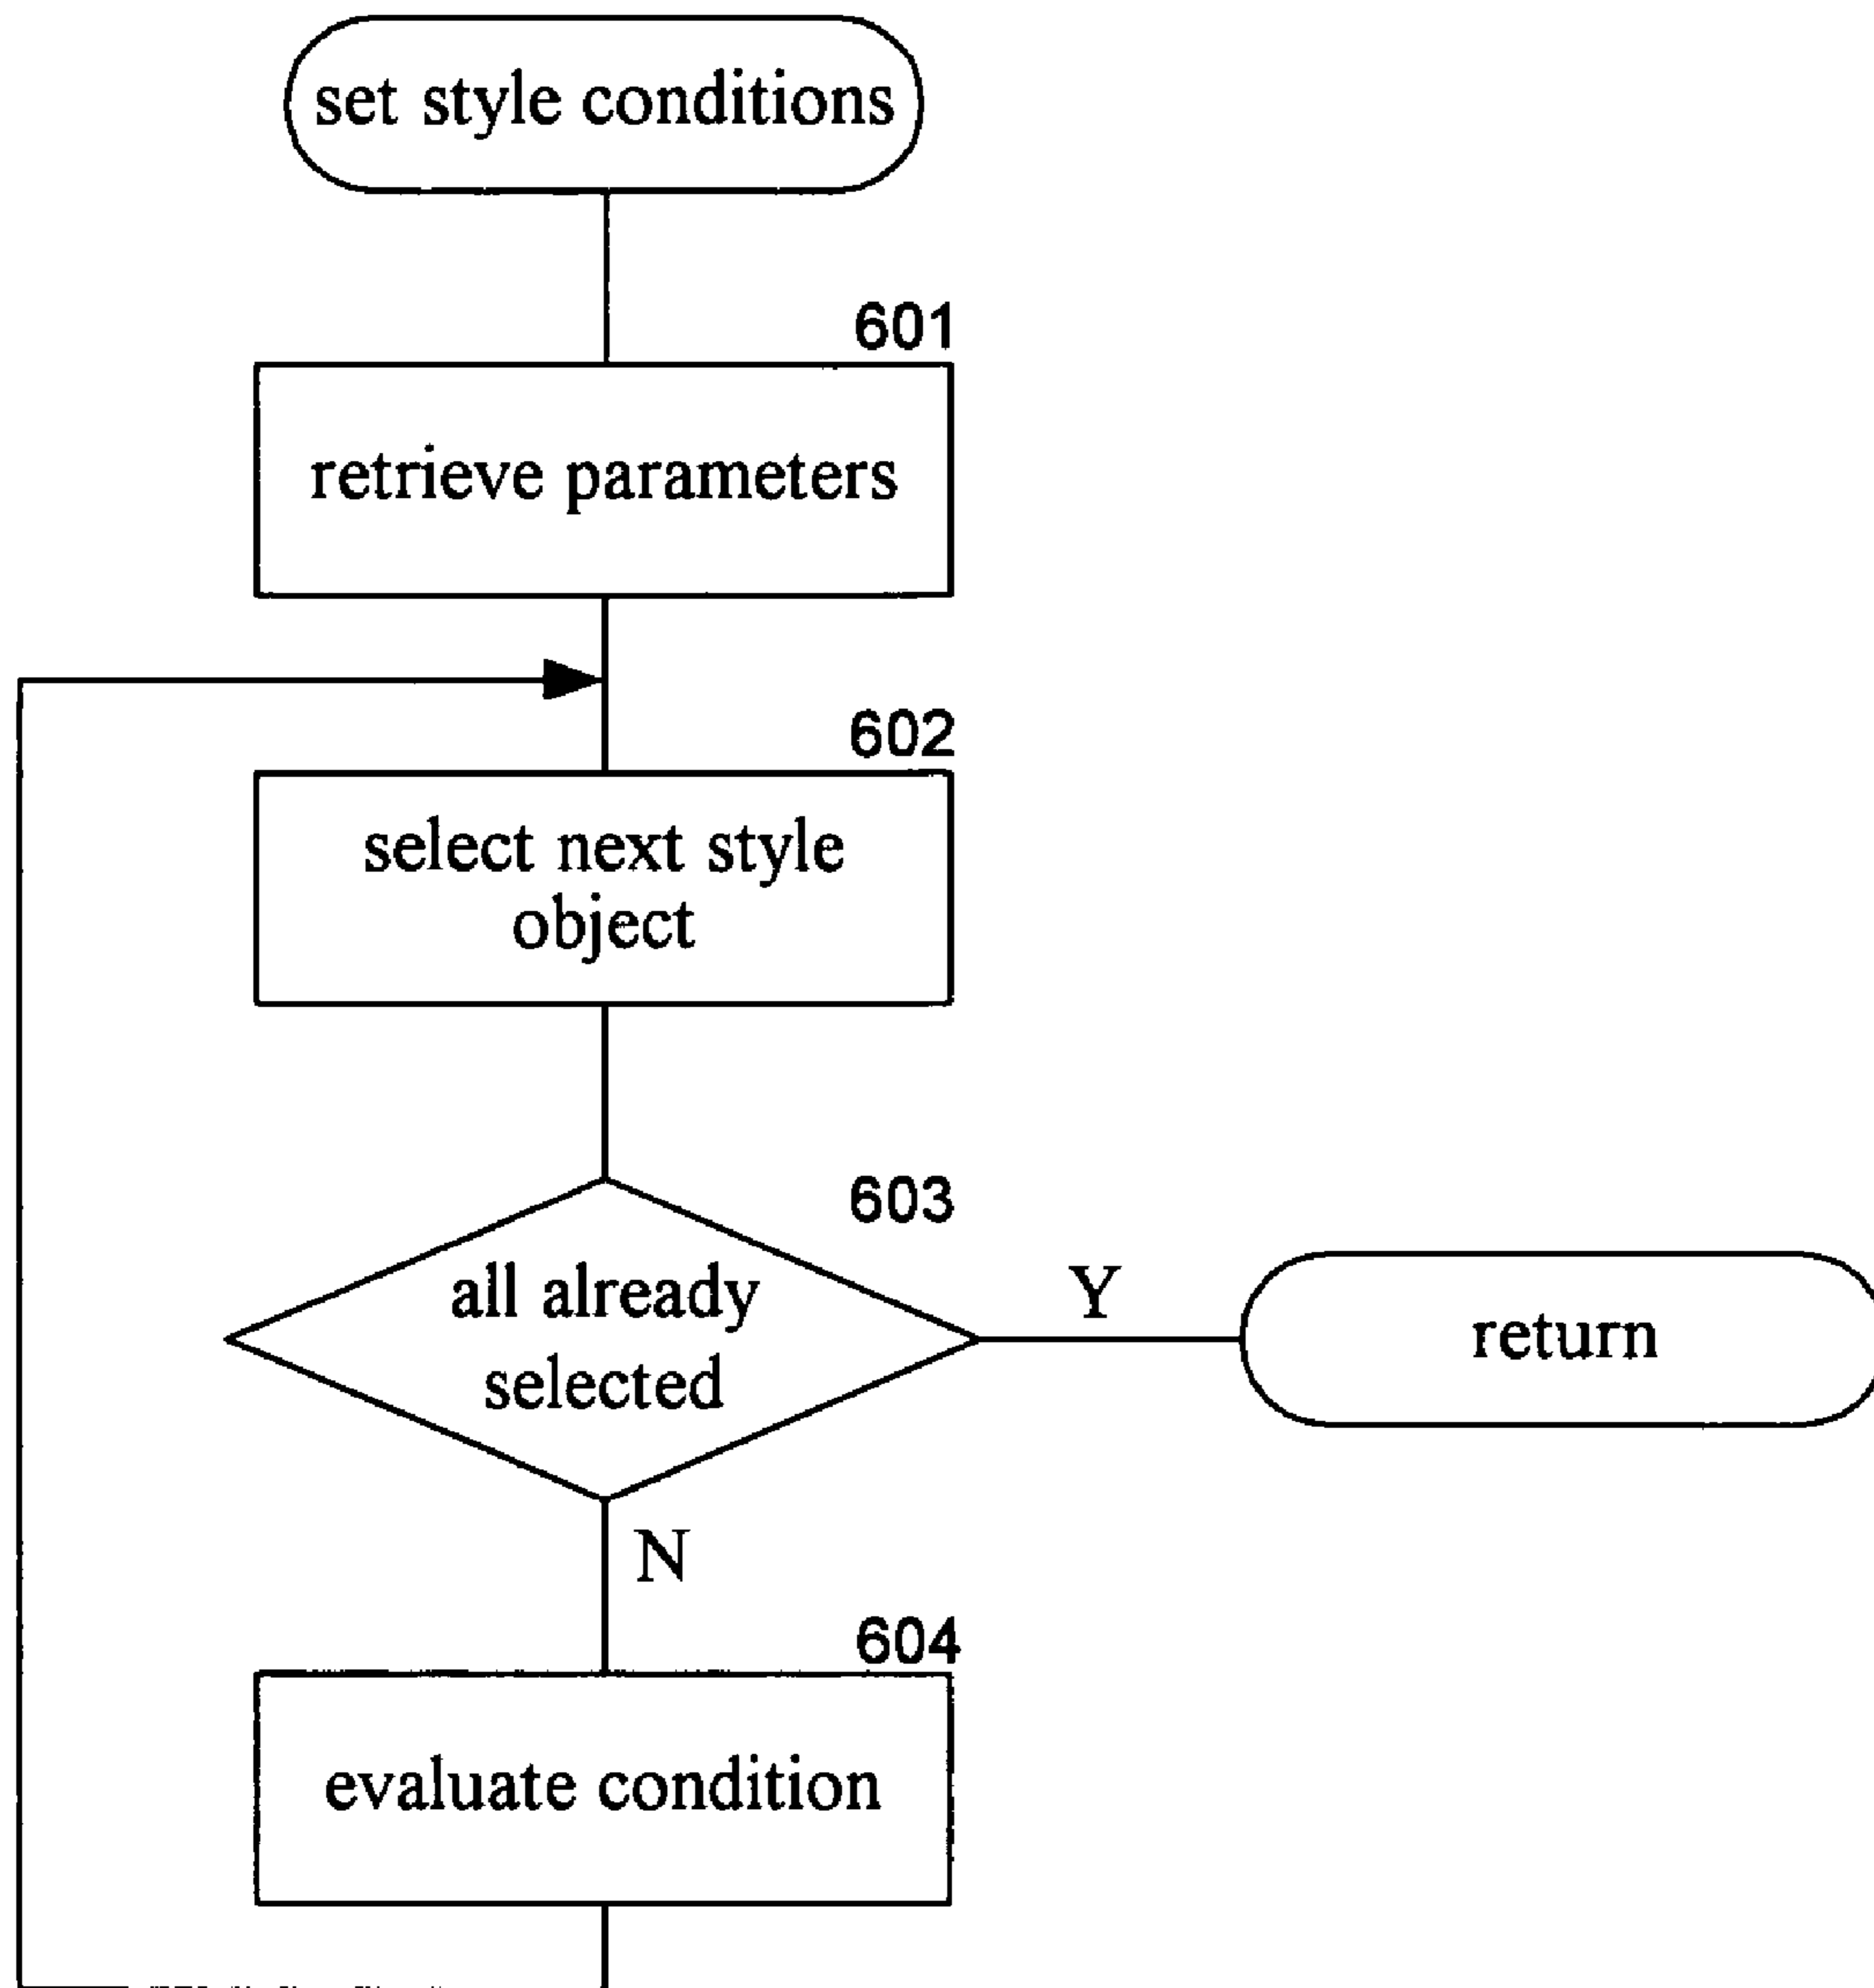 set style conditions
601
retrieve parameters
602
select next style
object
603
all already
selected
Y
return
N
604
evaluate condition